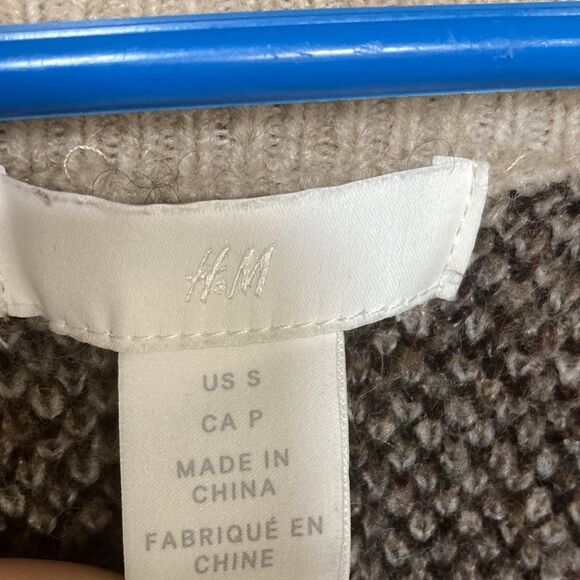 H&M
US S
CA P
MADE IN
CHINA
FABRIQUÉ EN
CHINE